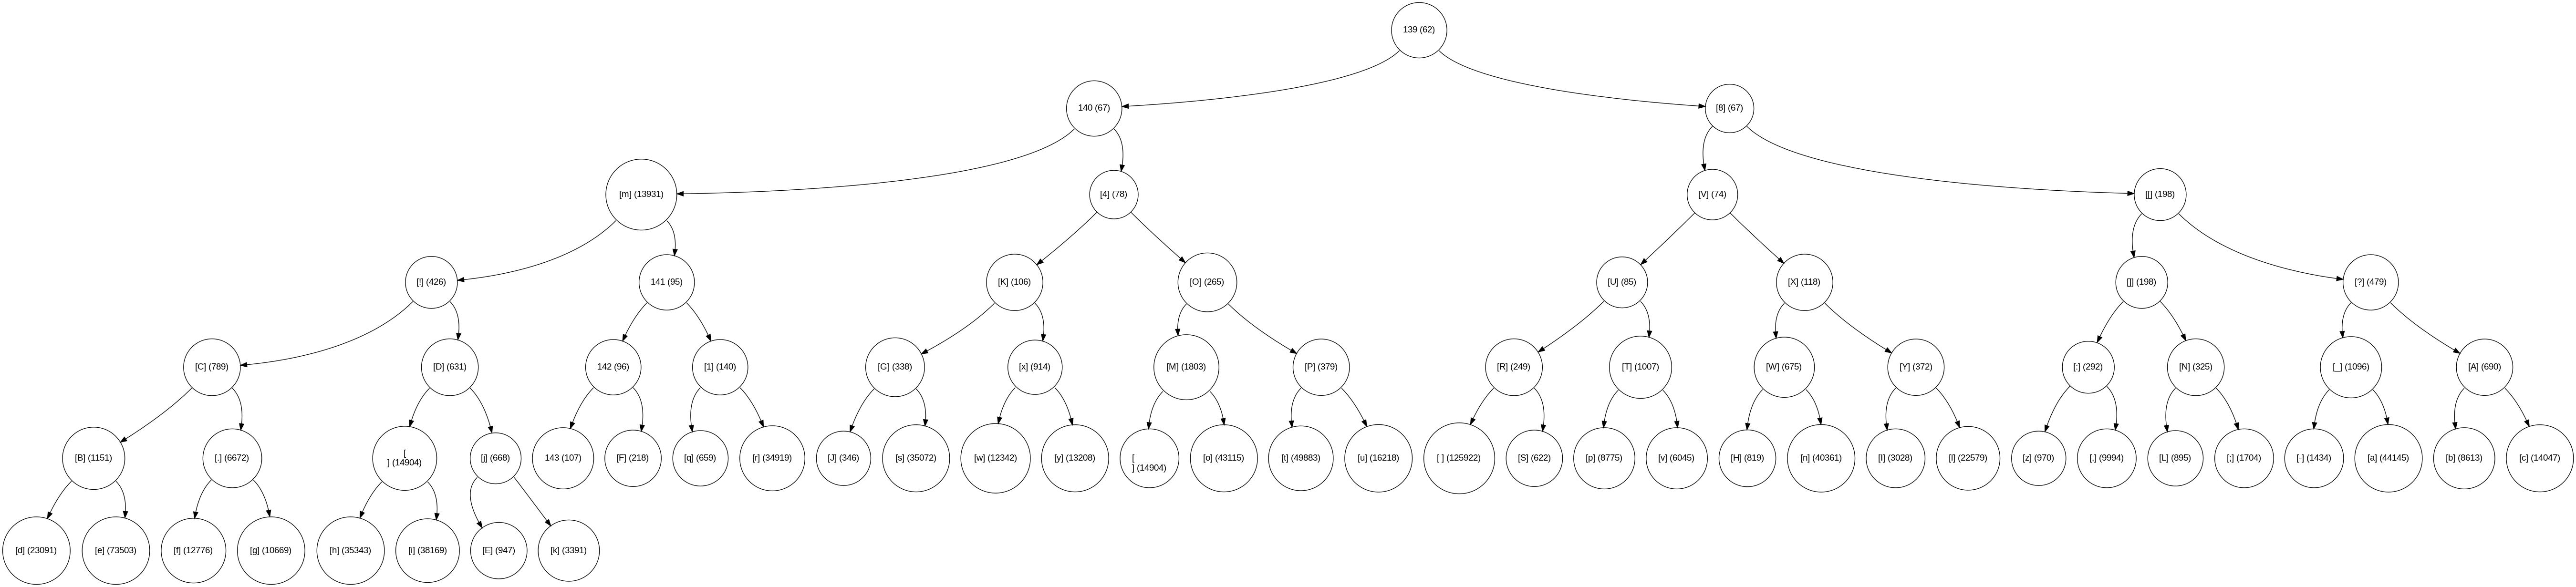 139 (62)
140 (67)
[8] (67)
[m] (13931)
[4] (78)
[V] (74)
[[] (198)
[!] (426)
141 (95)
[K] (106)
[O] (265)
[U] (85)
[X] (118)
[]] (198)
[?] (479)
[C] (789)
[D] (631)
142 (96)
[1] (140)
[G] (338)
[x] (914)
[M] (1803)
[P] (379)
[R] (249)
[T] (1007)
[W] (675)
[Y] (372)
[:] (292)
[N] (325)
[_] (1096)
[A] (690)
[B] (1151)
[.] (6672)
[
] (14904)
[j] (668)
143 (107)
[F] (218)
[q] (659)
[r] (34919)
[J] (346)
[s] (35072)
[w] (12342)
[y] (13208)
[
] (14904)
[o] (43115)
[t] (49883)
[u] (16218)
[ ] (125922)
[S] (622)
[p] (8775)
[v] (6045)
[H] (819)
[n] (40361)
[I] (3028)
[l] (22579)
[z] (970)
[,] (9994)
[L] (895)
[;] (1704)
[-] (1434)
[a] (44145)
[b] (8613)
[c] (14047)
[d] (23091)
[e] (73503)
[f] (12776)
[g] (10669)
[h] (35343)
[i] (38169)
[E] (947)
[k] (3391)